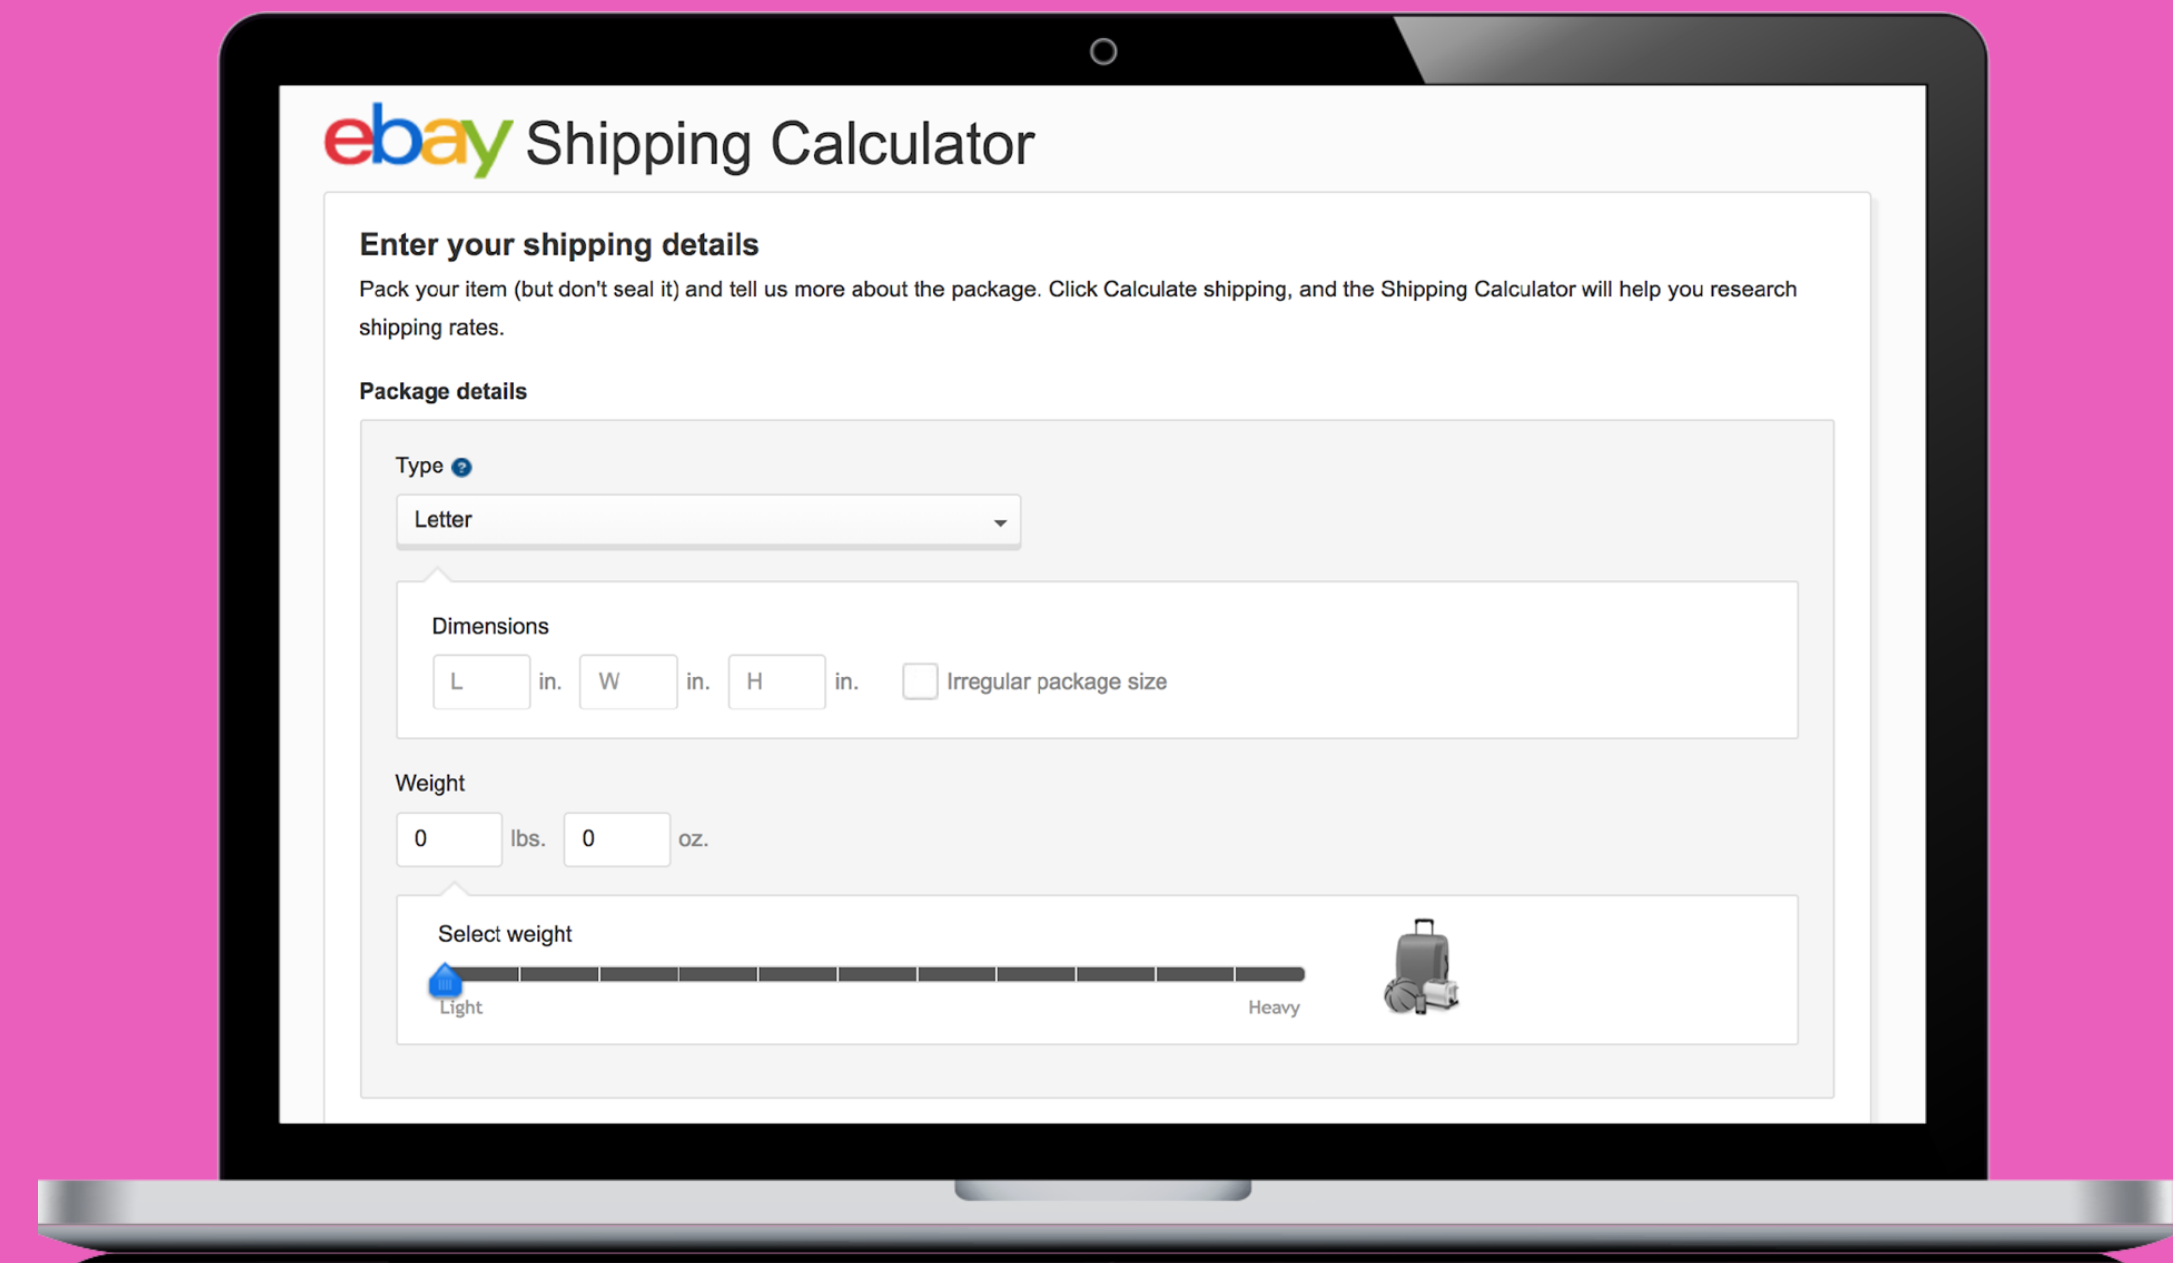 ebay Shipping Calculator
Enter your shipping details
Pack your item (but don't seal it) and tell us more about the package. Click Calculate shipping, and the Shipping Calculator will help you research
shipping rates.
Package details
Type ?
Letter
Dimensions
L in. W in. H in. Irregular package size
Weight
0 lbs. 0 oz.
Select weight
Light Heavy